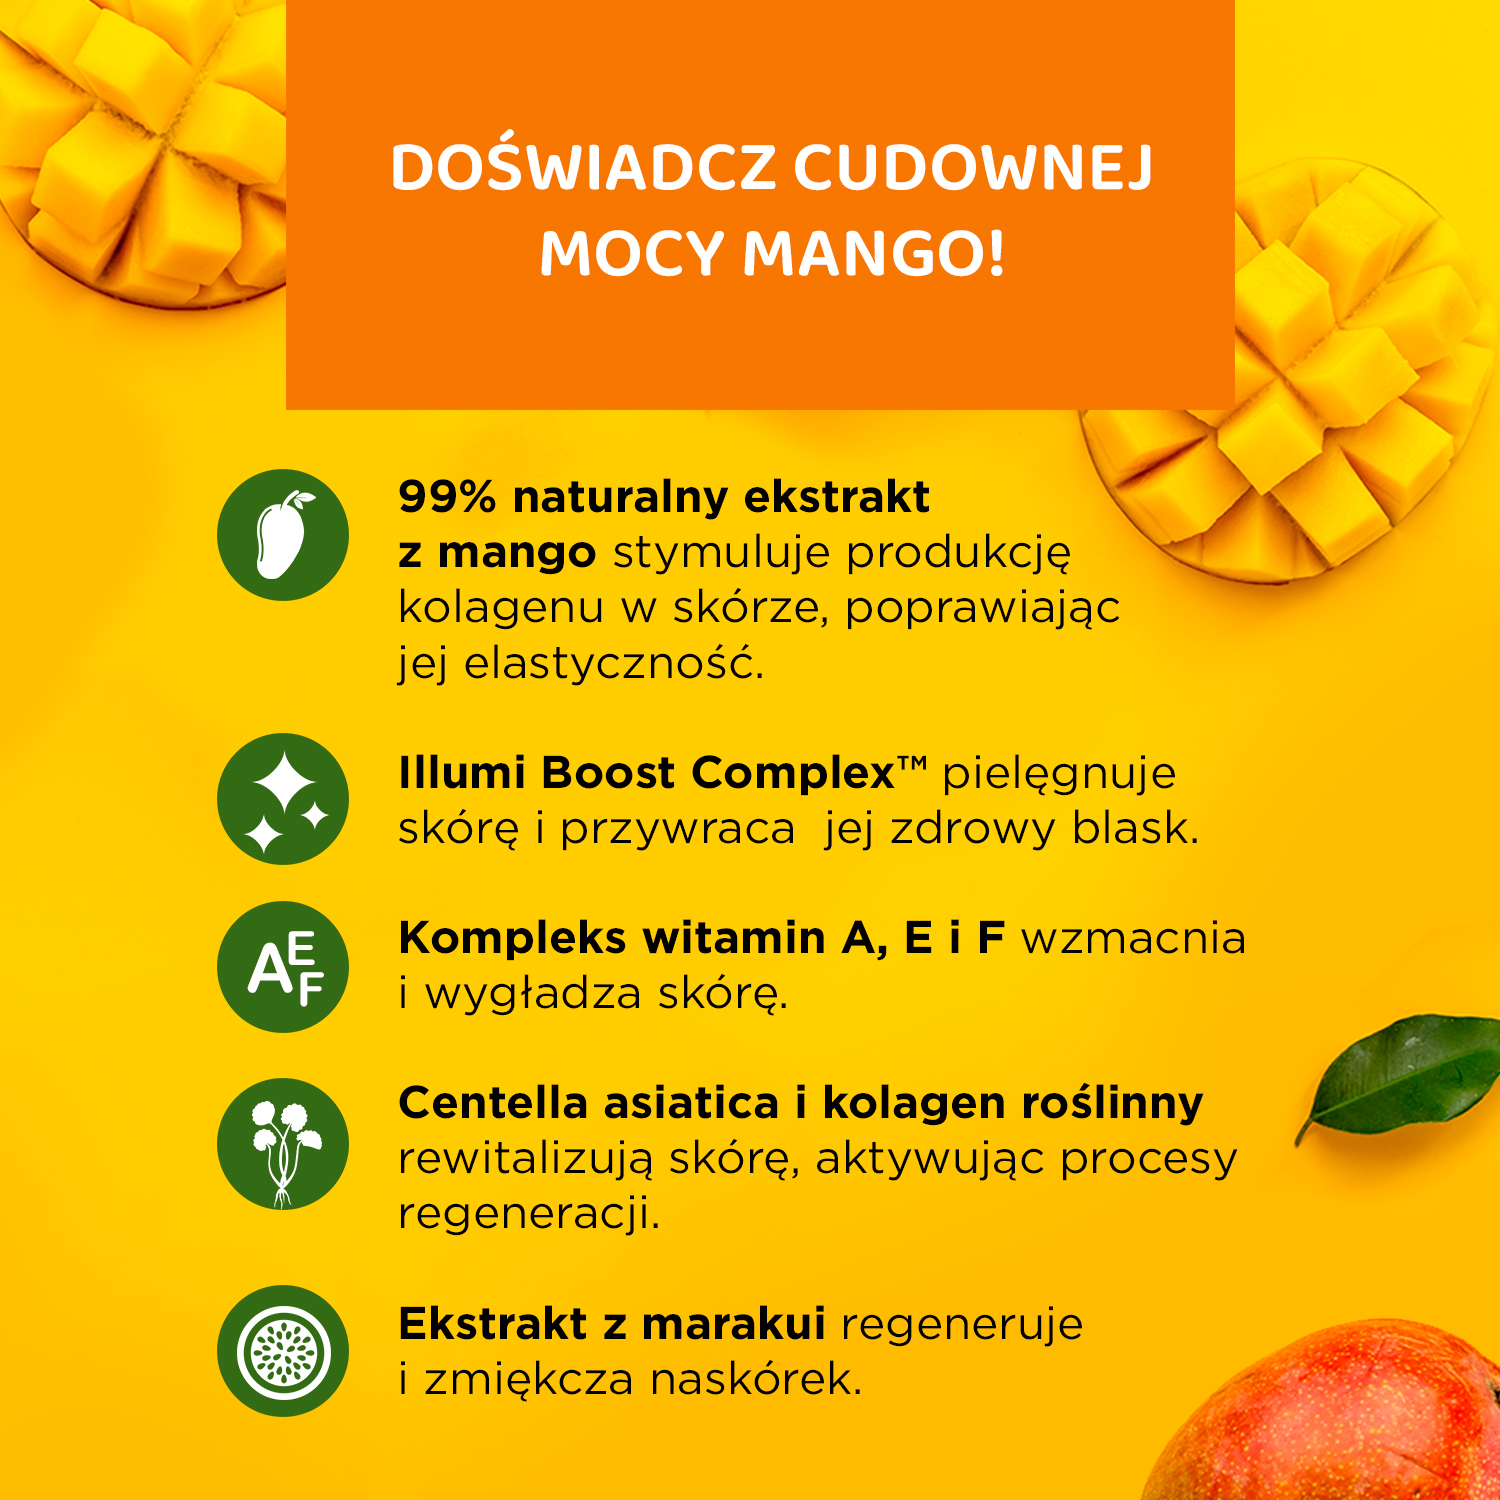 DOŚWIADCZ CUDOWNEJ
MOCY MANGO!
99% naturalny ekstrakt
z mango stymuluje produkcję
kolagenu w skórze, poprawiając
jej elastyczność.
Illumi Boost Complex™ pielęgnuje
skórę i przywraca  jej zdrowy blask.
A E F
Kompleks witamin A, E i F wzmacnia
i wygładza skórę.
Centella asiatica i kolagen roślinny
rewitalizują skórę, aktywując procesy
regeneracji.
Ekstrakt z marakui regeneruje
i zmiękcza naskórek.